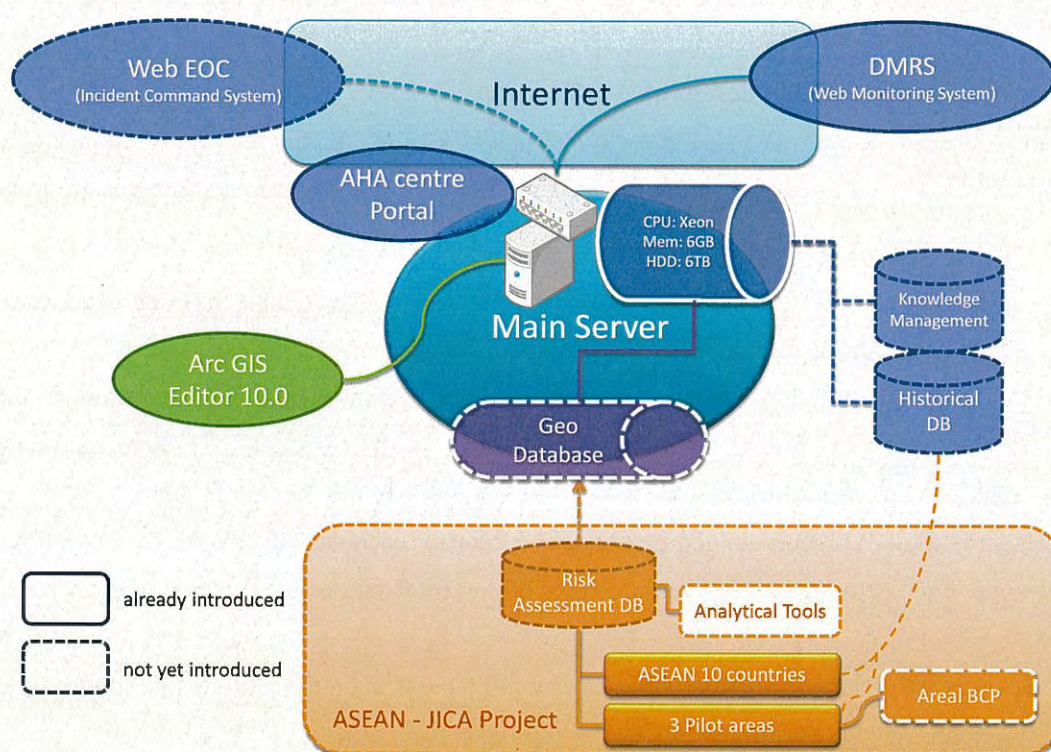 Web EOC
(Incident Command System)
Internet
DMRS
(Web Monitoring System)
AHA centre
Portal
CPU: Xeon
Mem: 6GB
HDD: 6TB
Main Server
Knowledge
Management
Arc GIS
Editor 10.0
Historical
DB
Geo
Database
Risk
Assessment DB
Analytical Tools
already introduced
not yet introduced
ASEAN 10 countries
Areal BCP
3 Pilot areas
ASEAN - JICA Project